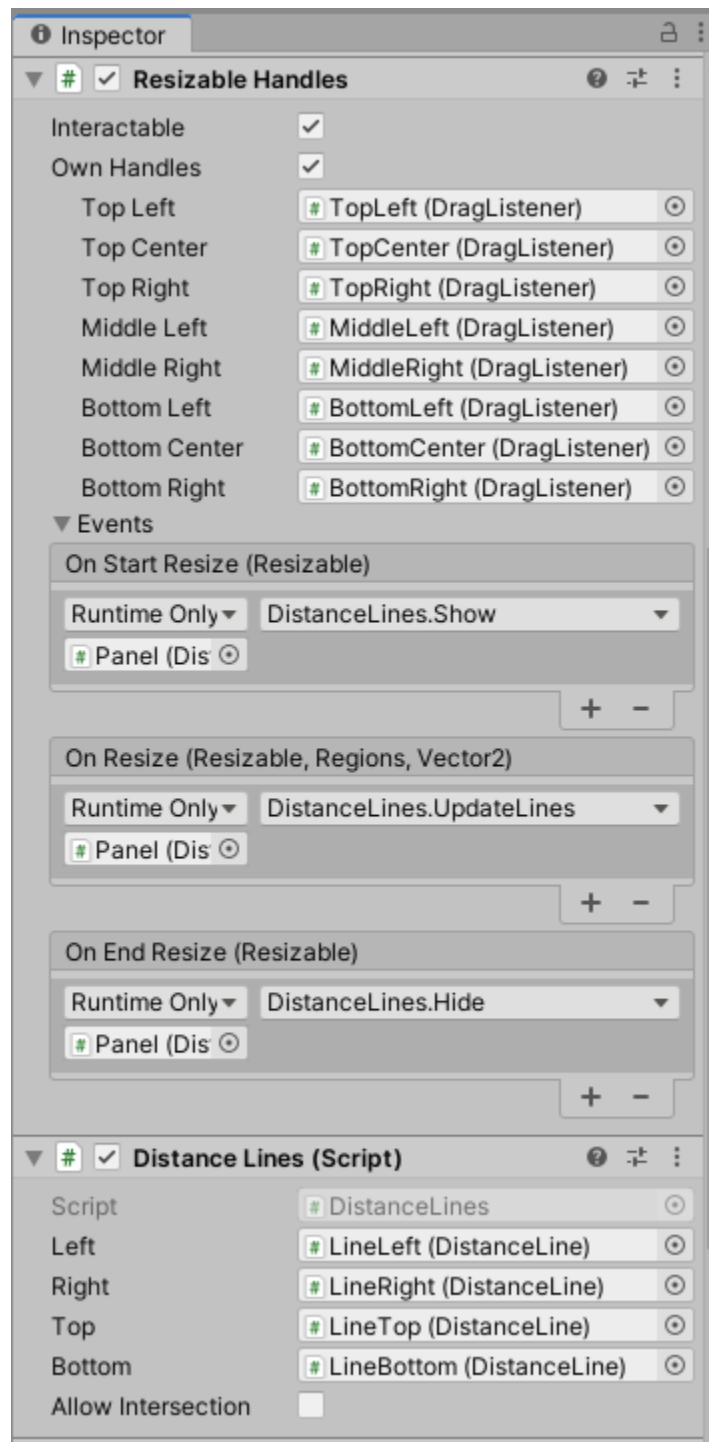 Inspector
Resizable Handles
Interactable
Own Handles
Top Left # TopLeft (DragListener)
Top Center # TopCenter (DragListener)
Top Right # TopRight (DragListener)
Middle Left # MiddleLeft (DragListener)
Middle Right # MiddleRight (DragListener)
Bottom Left # BottomLeft (DragListener)
Bottom Center # BottomCenter (DragListener)
Bottom Right # BottomRight (DragListener)
Events
On Start Resize (Resizable)
Runtime Only DistanceLines.Show
# Panel (Dis
+ −
On Resize (Resizable, Regions, Vector2)
Runtime Only DistanceLines.UpdateLines
# Panel (Dis
+ −
On End Resize (Resizable)
Runtime Only DistanceLines.Hide
# Panel (Dis
+ −
# Distance Lines (Script)
Script # DistanceLines
Left # LineLeft (DistanceLine)
Right # LineRight (DistanceLine)
Top # LineTop (DistanceLine)
Bottom # LineBottom (DistanceLine)
Allow Intersection